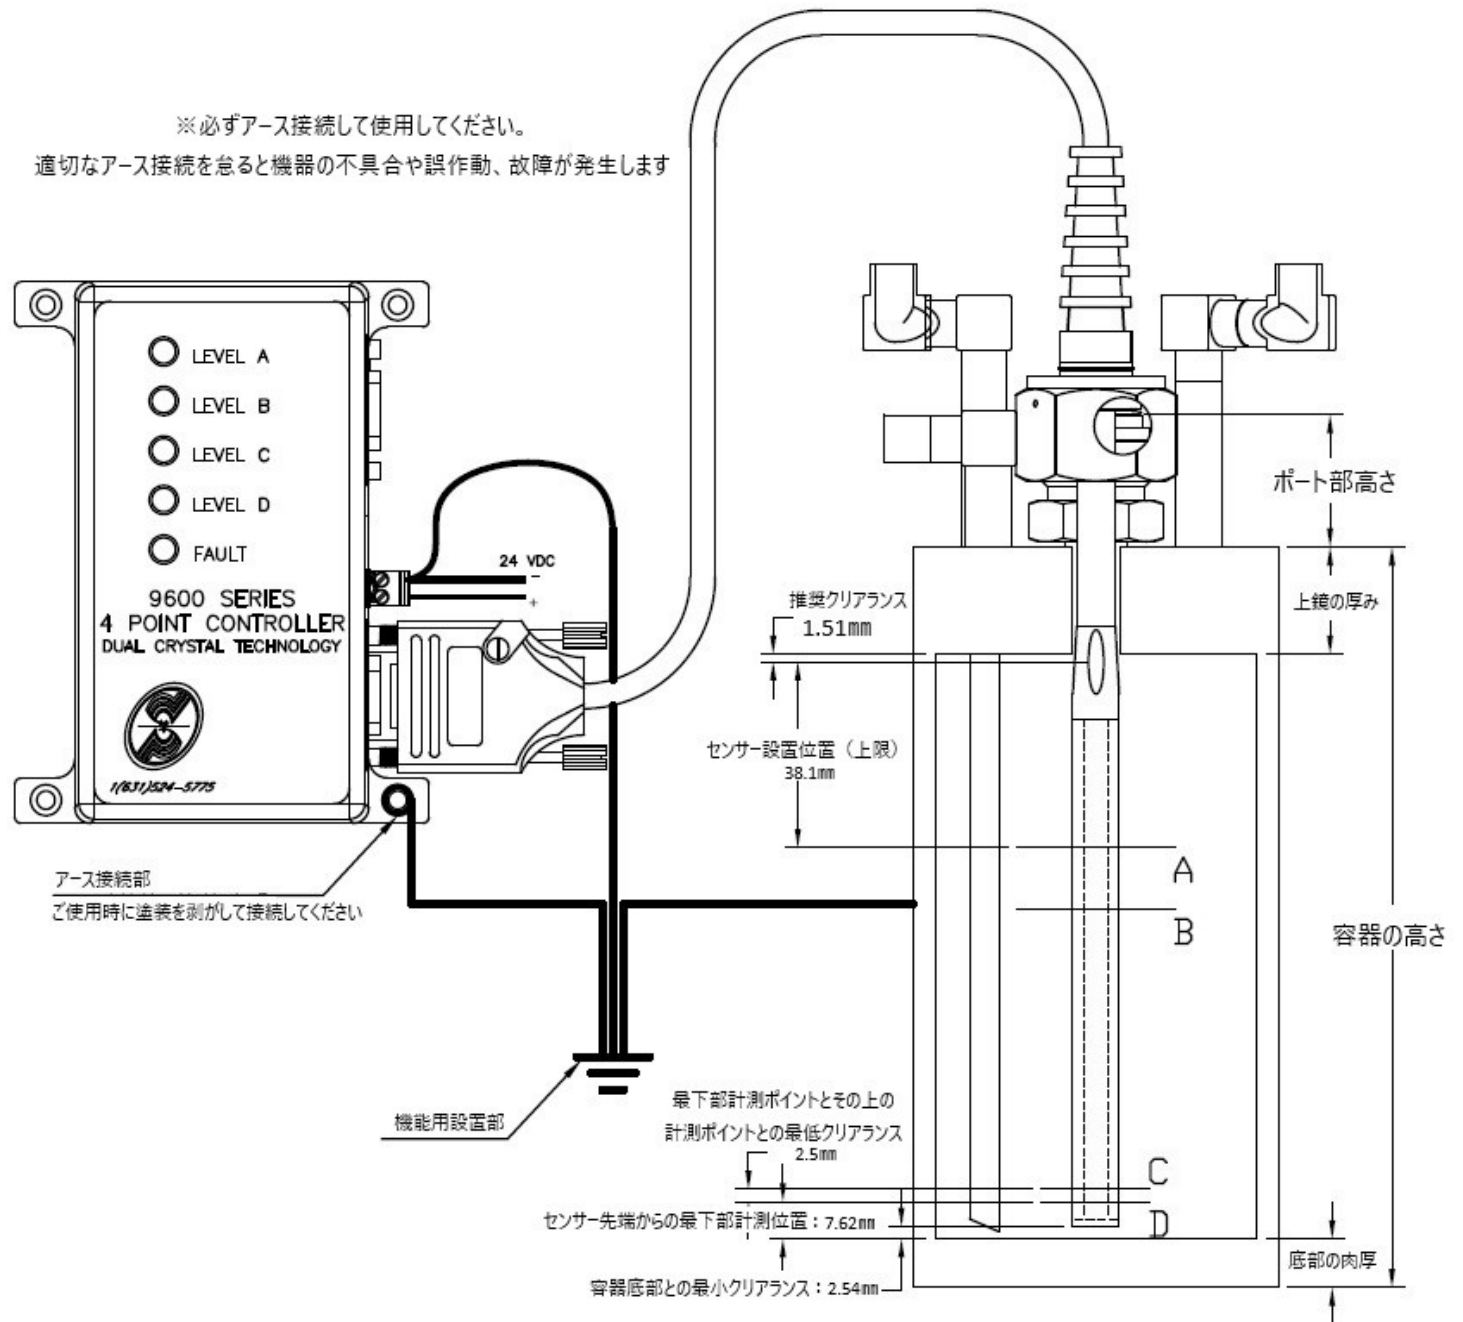 ※必ずアース接続して使用してください。
適切なアース接続を怠ると機器の不具合や誤作動、故障が発生します
LEVEL A
LEVEL B
LEVEL C
LEVEL D
FAULT
9600 SERIES
4 POINT CONTROLLER
DUAL CRYSTAL TECHNOLOGY
1(631)524-5775
24 VDC
−
+
アース接続部
ご使用時に塗装を剥がして接続してください
機能用設置部
ポート部高さ
上鏡の厚み
推奨クリアランス
1.51㎜
センサー設置位置（上限）
38.1㎜
A
B
容器の高さ
最下部計測ポイントとその上の
計測ポイントとの最低クリアランス
2.5㎜
C
センサー先端からの最下部計測位置：7.62㎜
D
底部の肉厚
容器底部との最小クリアランス：2.54㎜